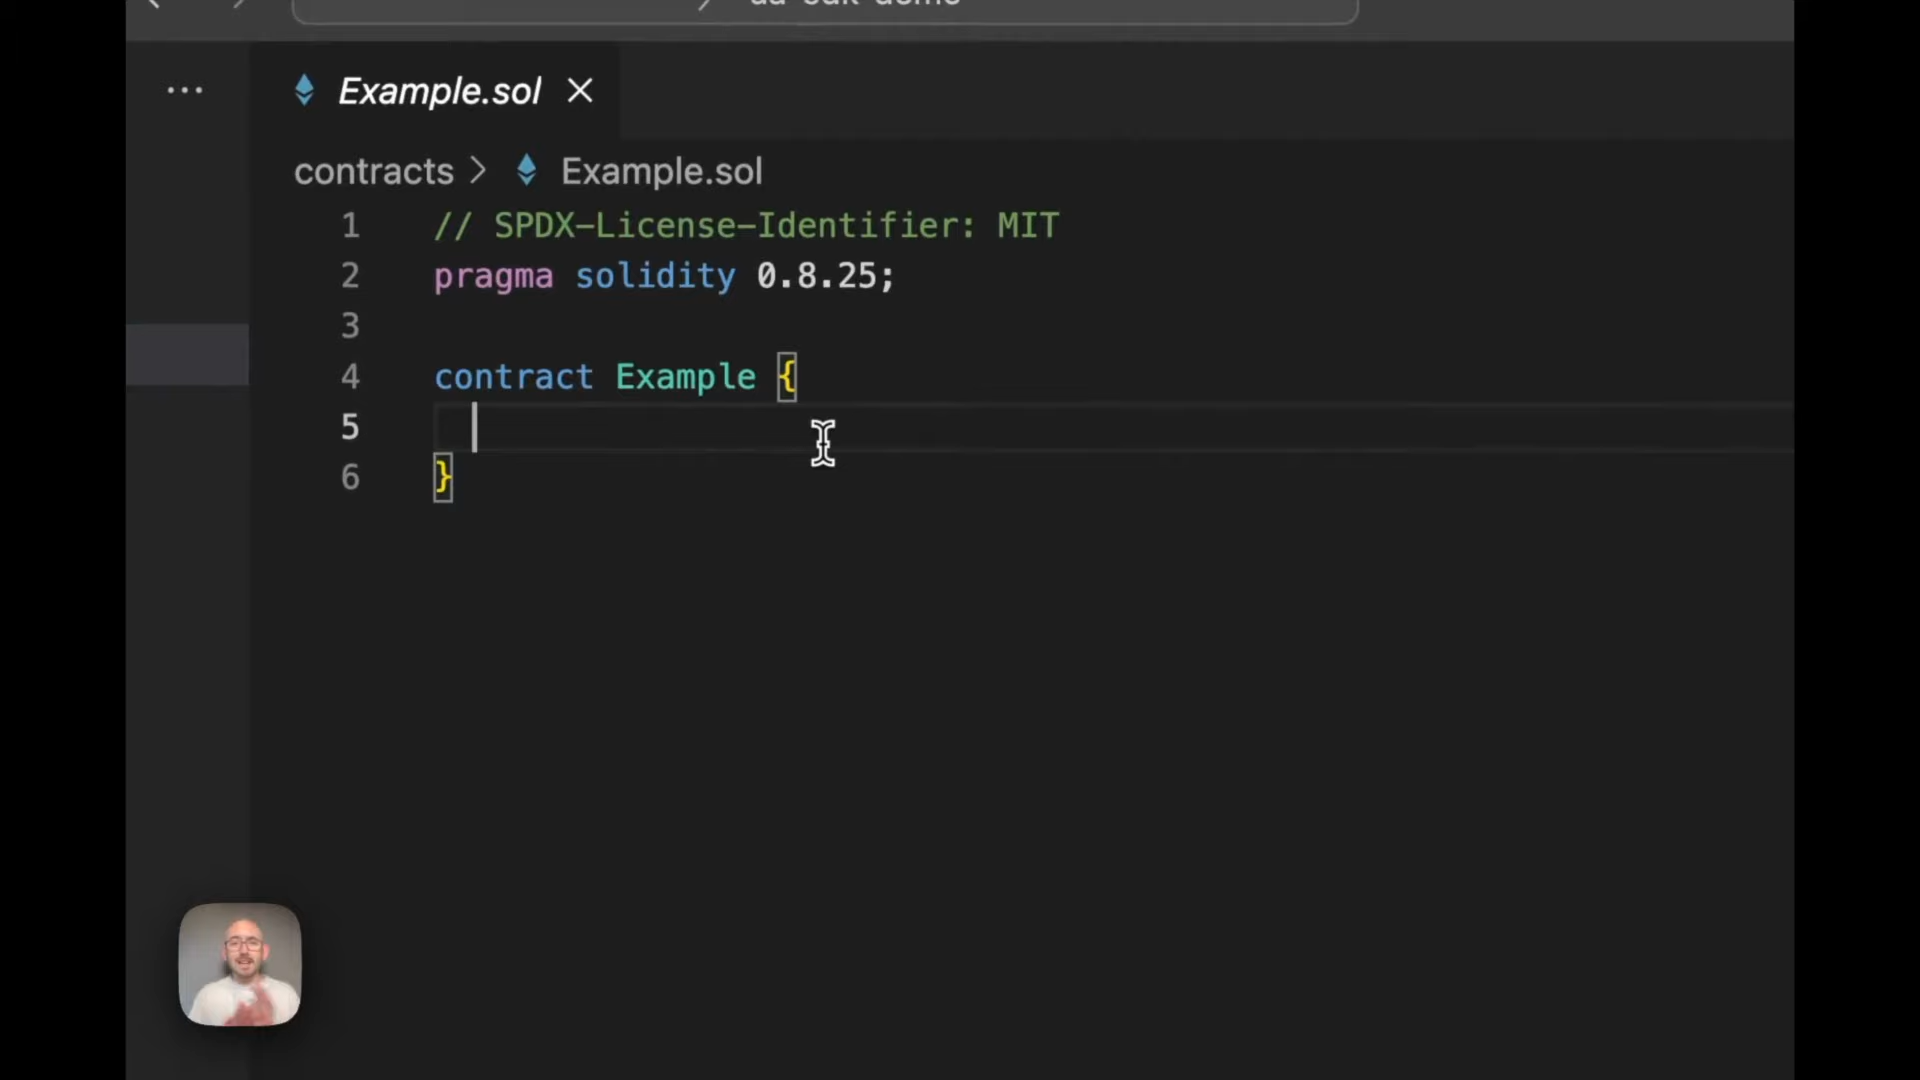 Example.sol
contracts > Example.sol
1 // SPDX-License-Identifier: MIT
2 pragma solidity 0.8.25;
3
4 contract Example {
5
6 }